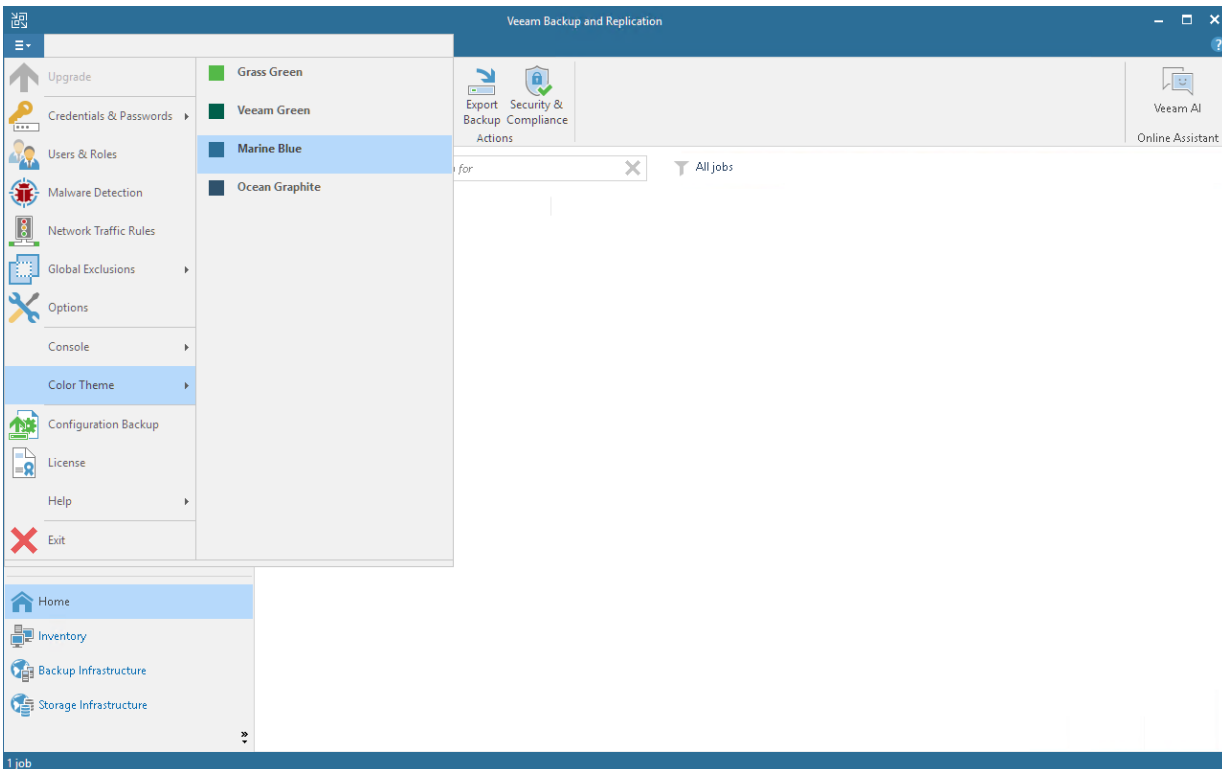 Veeam Backup and Replication
Upgrade
Credentials & Passwords
Users & Roles
Malware Detection
Network Traffic Rules
Global Exclusions
Options
Console
Color Theme
Configuration Backup
License
Help
Exit
Grass Green
Veeam Green
Marine Blue
Ocean Graphite
Export
Backup
Security &
Compliance
Actions
Veeam AI
Online Assistant
for
All jobs
Home
Inventory
Backup Infrastructure
Storage Infrastructure
1 job